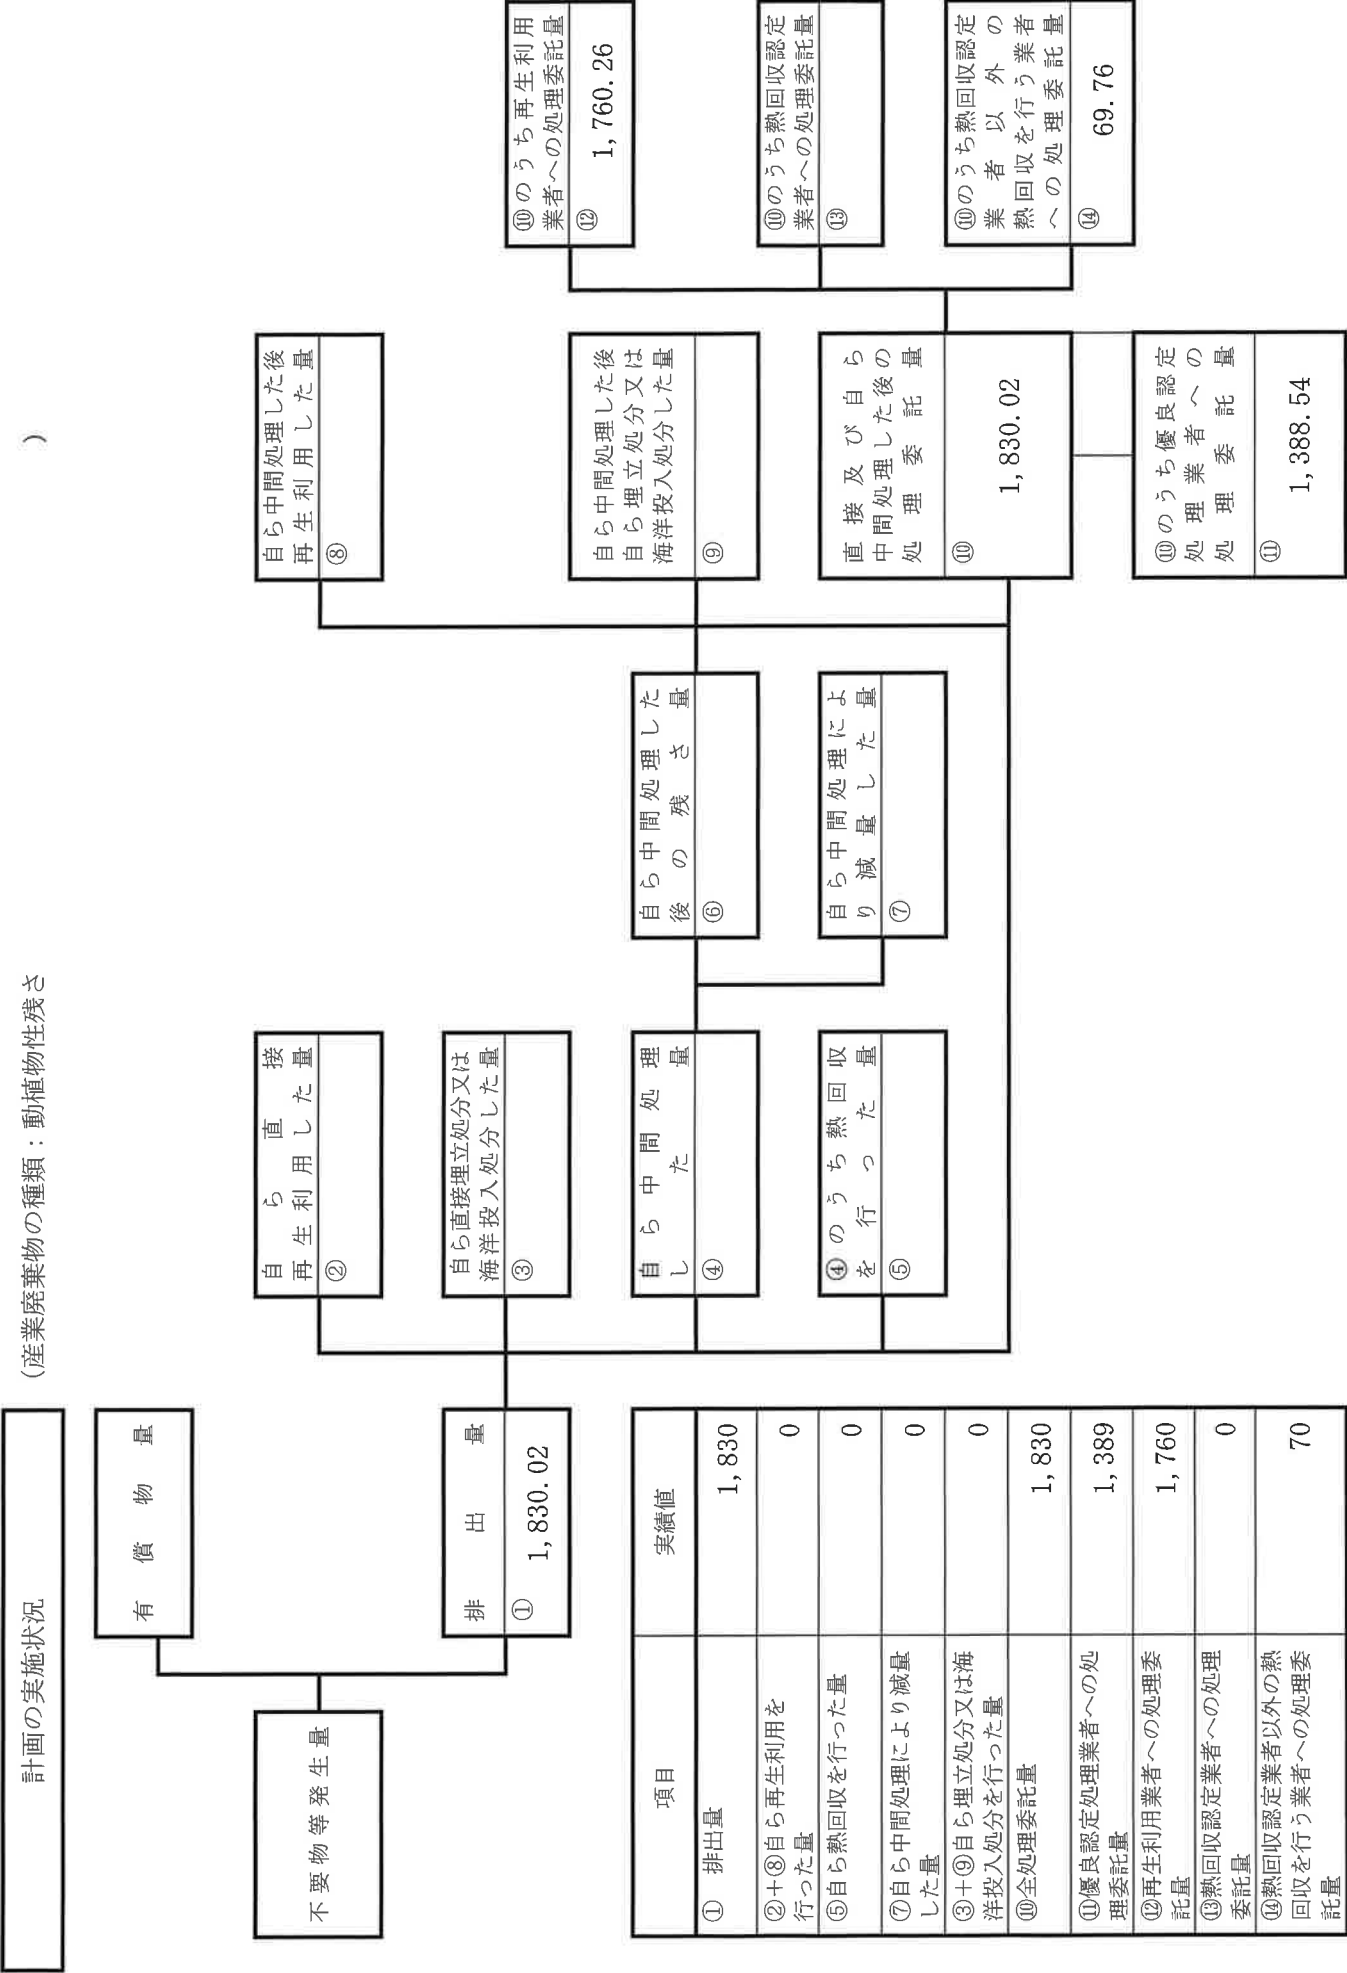 計画の実施状況
（産業廃棄物の種類：動植物性残さ ）
有償物量
不要物等発生量
排出量
①
1,830.02
自ら直接
再生利用した量
②
自ら直接埋立処分又は
海洋投入処分した量
③
自ら中間処理
した量
④
④のうち熱回収
を行った量
⑤
自ら中間処理した
後の残さ量
⑥
自ら中間処理によ
り減量した量
⑦
自ら中間処理した後
再生利用した量
⑧
自ら中間処理した後
自ら埋立処分又は
海洋投入処分した量
⑨
直接及び自ら
中間処理した後の
処理委託量
⑩
1,830.02
⑩のうち優良認定
処理業者への
処理委託量
⑪
1,388.54
⑩のうち再生利用
業者への処理委託量
⑫
1,760.26
⑩のうち熱回収認定
業者への処理委託量
⑬
⑩のうち熱回収認定
業者以外の
熱回収を行う業者
への処理委託量
⑭
69.76
項目 実績値
① 排出量 1,830
②＋⑧自ら再生利用を
行った量 0
⑤自ら熱回収を行った量 0
⑦自ら中間処理により減量
した量 0
③＋⑨自ら埋立処分又は海
洋投入処分を行った量 0
⑩全処理委託量 1,830
⑪優良認定処理業者への処
理委託量 1,389
⑫再生利用業者への処理委
託量 1,760
⑬熱回収認定業者への処理
委託量 0
⑭熱回収認定業者以外の熱
回収を行う業者への処理委
託量 70